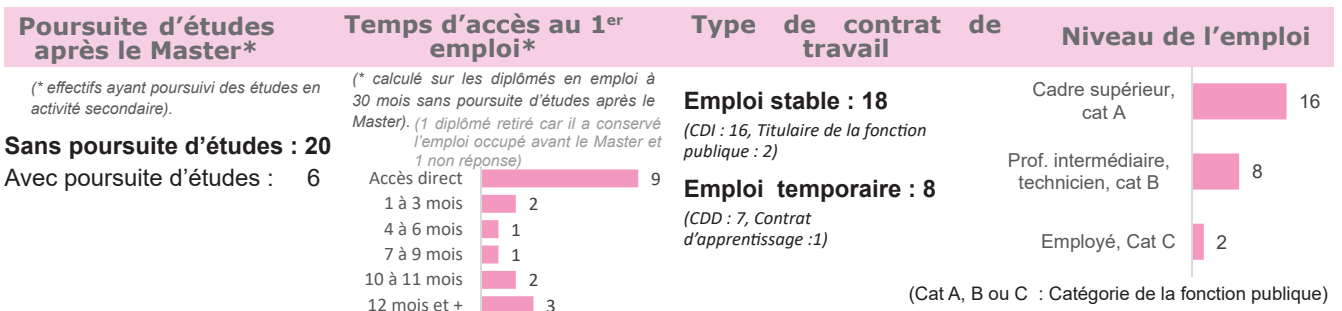 Poursuite d'études
après le Master*
(* effectifs ayant poursuivi des études en
activité secondaire).
Sans poursuite d'études : 20
Avec poursuite d'études : 6
Temps d'accès au 1er
emploi*
(* calculé sur les diplômés en emploi à
30 mois sans poursuite d'études après le
Master). (1 diplômé retiré car il a conservé
l'emploi occupé avant le Master et
1 non réponse)
Accès direct 9
1 à 3 mois 2
4 à 6 mois 1
7 à 9 mois 1
10 à 11 mois 2
12 mois et + 3
Type de contrat de
travail
Emploi stable : 18
(CDI : 16, Titulaire de la fonction
publique : 2)
Emploi temporaire : 8
(CDD : 7, Contrat
d'apprentissage :1)
Niveau de l'emploi
Cadre supérieur,
cat A
16
Prof. intermédiaire,
technicien, cat B
8
Employé, Cat C 2
(Cat A, B ou C : Catégorie de la fonction publique)